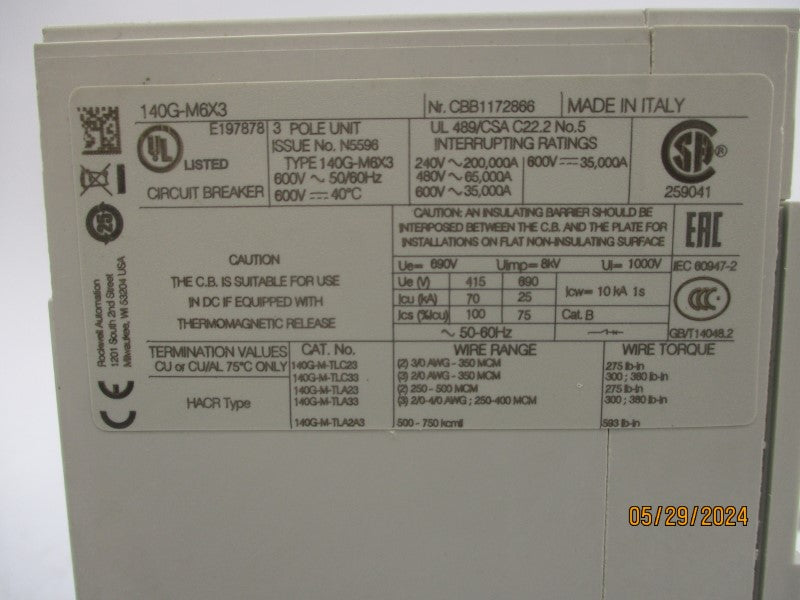 140G-M6X3
Nr. CBB1172866
MADE IN ITALY
UL
LISTED
E197878
CIRCUIT BREAKER
3 POLE UNIT
ISSUE No. N5596
TYPE 140G-M6X3
600V ~ 50/60Hz
600V ⎓ 40°C
UL 489/CSA C22.2 No.5
INTERRUPTING RATINGS
240V ~ 200,000A
480V ~ 65,000A
600V ~ 35,000A
600V ⎓ 35,000A
SP ®
259041
25
Rockwell Automation
1201 South 2nd Street
Milwaukee, WI 53204 USA
CE
CAUTION
THE C.B. IS SUITABLE FOR USE
IN DC IF EQUIPPED WITH
THERMOMAGNETIC RELEASE
CAUTION: AN INSULATING BARRIER SHOULD BE
INTERPOSED BETWEEN THE C.B. AND THE PLATE FOR
INSTALLATIONS ON FLAT NON-INSULATING SURFACE
EAC
Ue= 690V Uimp= 8kV Ui= 1000V
IEC 60947-2
Ue (V) 415 690
Icu (kA) 70 25
Ics (%Icu) 100 75
Icw= 10 kA 1s
Cat. B
~ 50-60Hz
CCC
GB/T14048.2
TERMINATION VALUES
CU or CU/AL 75°C ONLY
HACR Type
CAT. No. WIRE RANGE WIRE TORQUE
140G-M-TLC23 (2) 3/0 AWG - 350 MCM 275 lb-in
140G-M-TLC33 (3) 2/0 AWG - 350 MCM 300 ; 380 lb-in
140G-M-TLA23 (2) 250 - 500 MCM 275 lb-in
140G-M-TLA33 (3) 2/0-4/0 AWG ; 250-400 MCM 300 ; 380 lb-in
140G-M-TLA2A3 500 - 750 kcmil 593 lb-in
05/29/2024